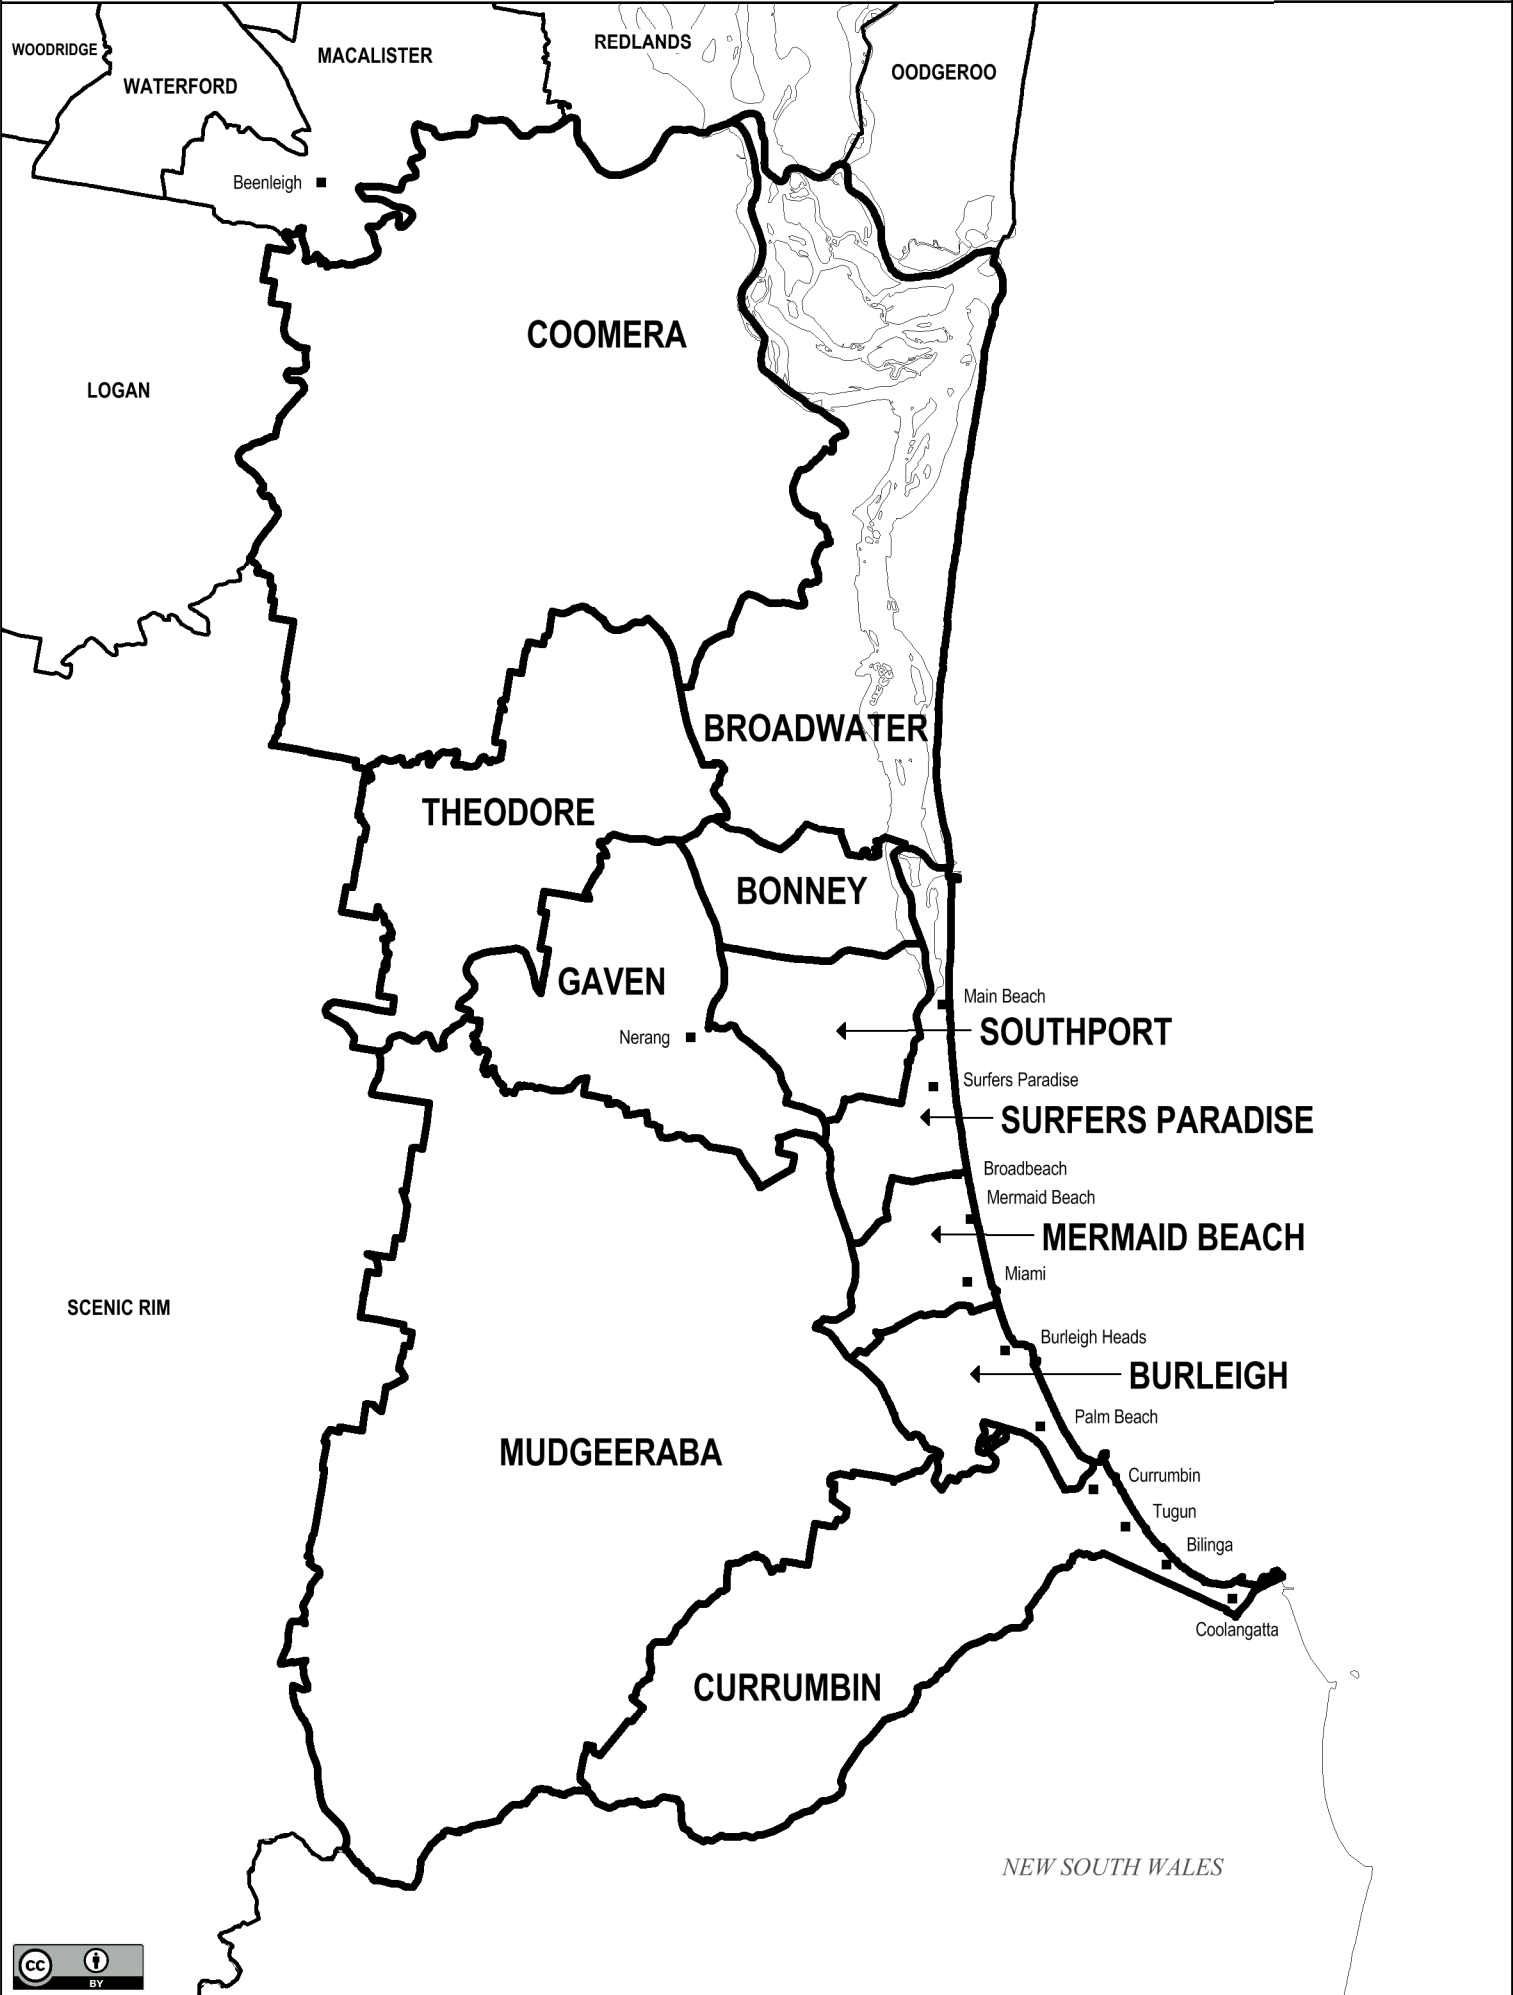 WOODRIDGE
WATERFORD
MACALISTER
REDLANDS
OODGEROO
Beenleigh
COOMERA
LOGAN
BROADWATER
THEODORE
BONNEY
GAVEN
Nerang
Main Beach
SOUTHPORT
Surfers Paradise
SURFERS PARADISE
Broadbeach
Mermaid Beach
MERMAID BEACH
Miami
SCENIC RIM
Burleigh Heads
BURLEIGH
Palm Beach
MUDGEERABA
Currumbin
Tugun
Bilinga
Coolangatta
CURRUMBIN
NEW SOUTH WALES
cc
BY